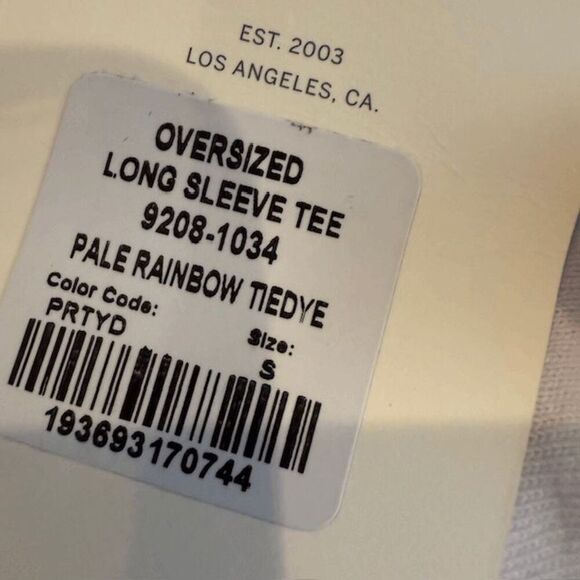 EST. 2003
LOS ANGELES, CA.
OVERSIZED
LONG SLEEVE TEE
9208-1034
PALE RAINBOW TIEDYE
Color Code:
PRTYD
Size:
S
193693170744